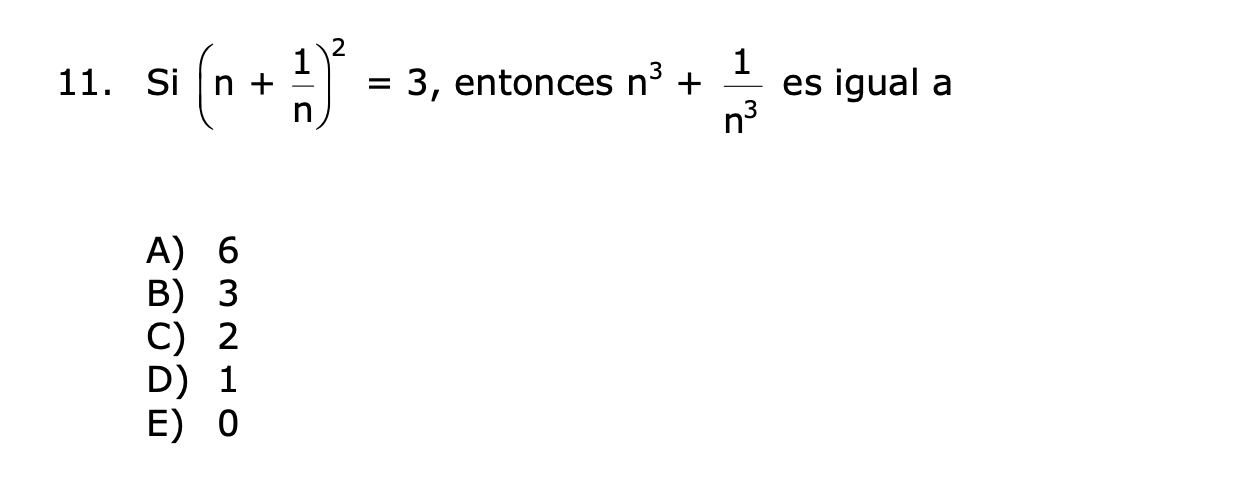 11. Si (n + 1/n)² = 3, entonces n³ + 1/n³ es igual a
A) 6
B) 3
C) 2
D) 1
E) 0